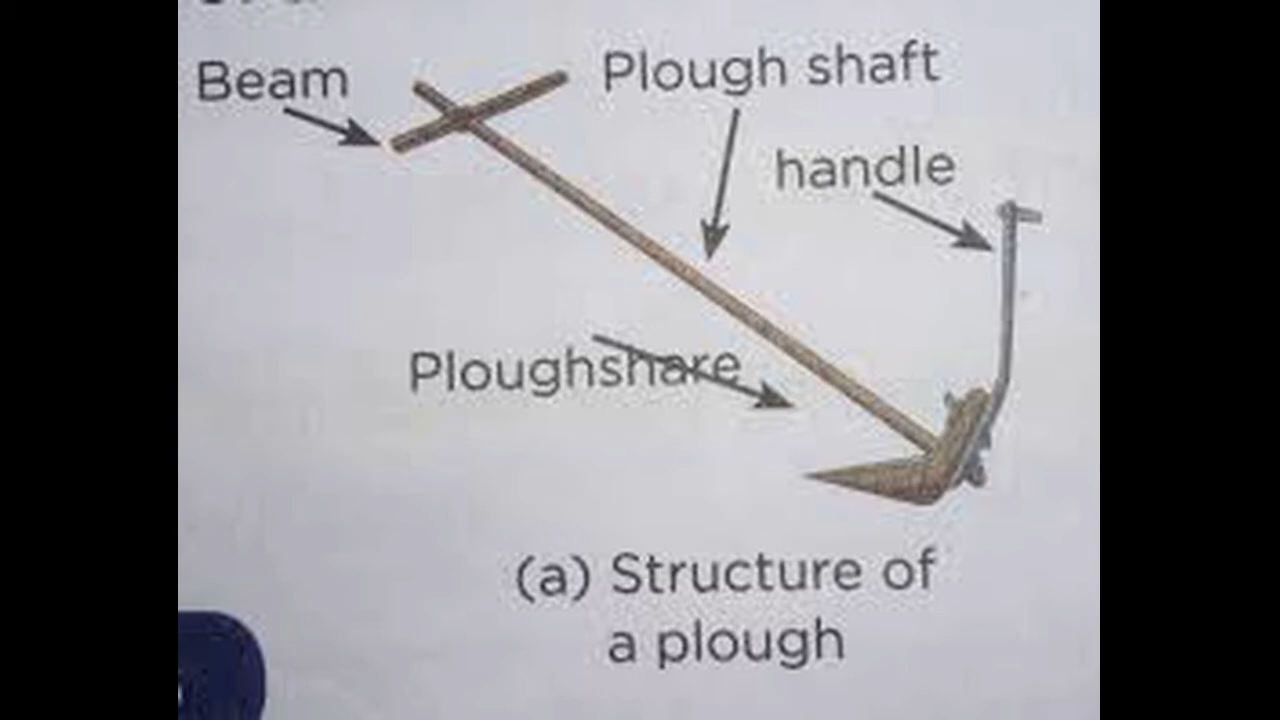 Beam
Plough shaft
handle
Ploughshare
(a) Structure of
a plough